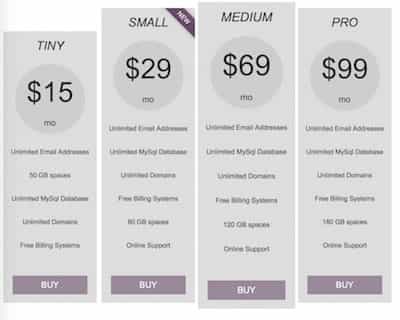 TINY
$15
mo
Unlimited Email Addresses
50 GB spaces
Unlimited MySql Database
Unlimited Domains
Free Billing Systems
BUY
SMALL
NEW
$29
mo
Unlimited Email Addresses
Unlimited MySql Database
Unlimited Domains
Free Billing Systems
80 GB spaces
Online Support
BUY
MEDIUM
$69
mo
Unlimited Email Addresses
Unlimited MySql Database
Unlimited Domains
Free Billing Systems
120 GB spaces
Online Support
BUY
PRO
$99
mo
Unlimited Email Addresses
Unlimited MySql Database
Unlimited Domains
Free Billing Systems
180 GB spaces
Online Support
BUY